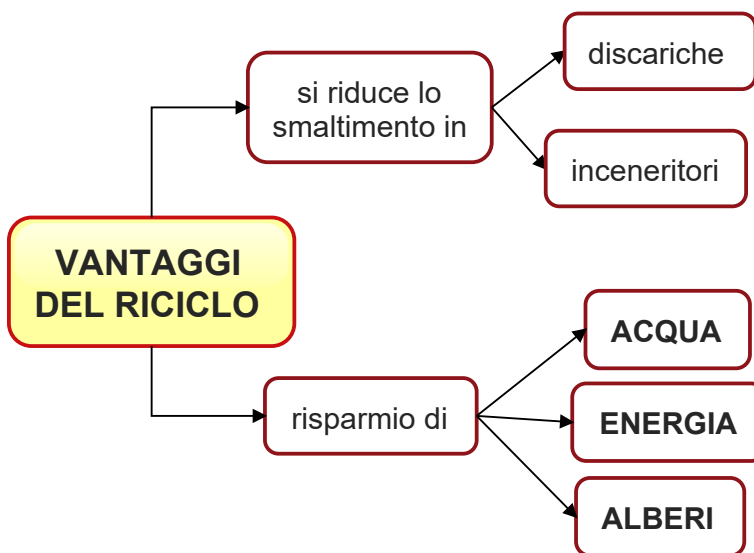 VANTAGGI
DEL RICICLO
si riduce lo
smaltimento in
discariche
inceneritori
risparmio di
ACQUA
ENERGIA
ALBERI